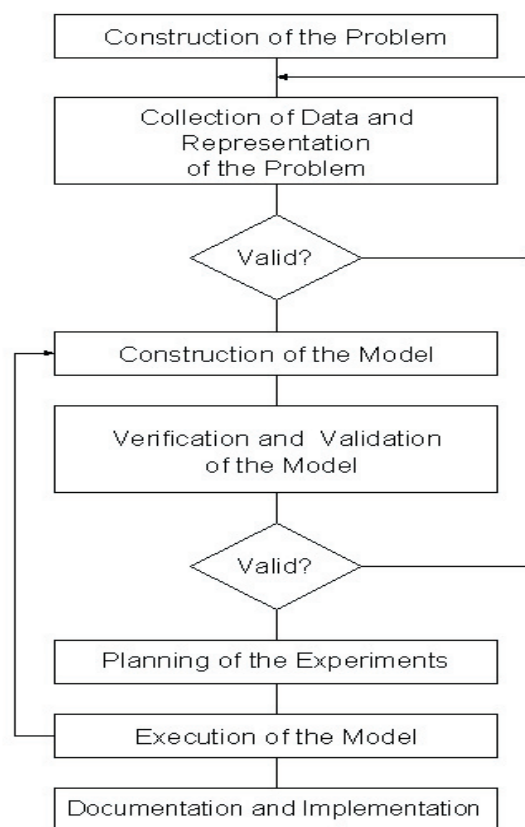 Construction of the Problem
Collection of Data and
Representation
of the Problem
Valid?
Construction of the Model
Verification and Validation
of the Model
Valid?
Planning of the Experiments
Execution of the Model
Documentation and Implementation